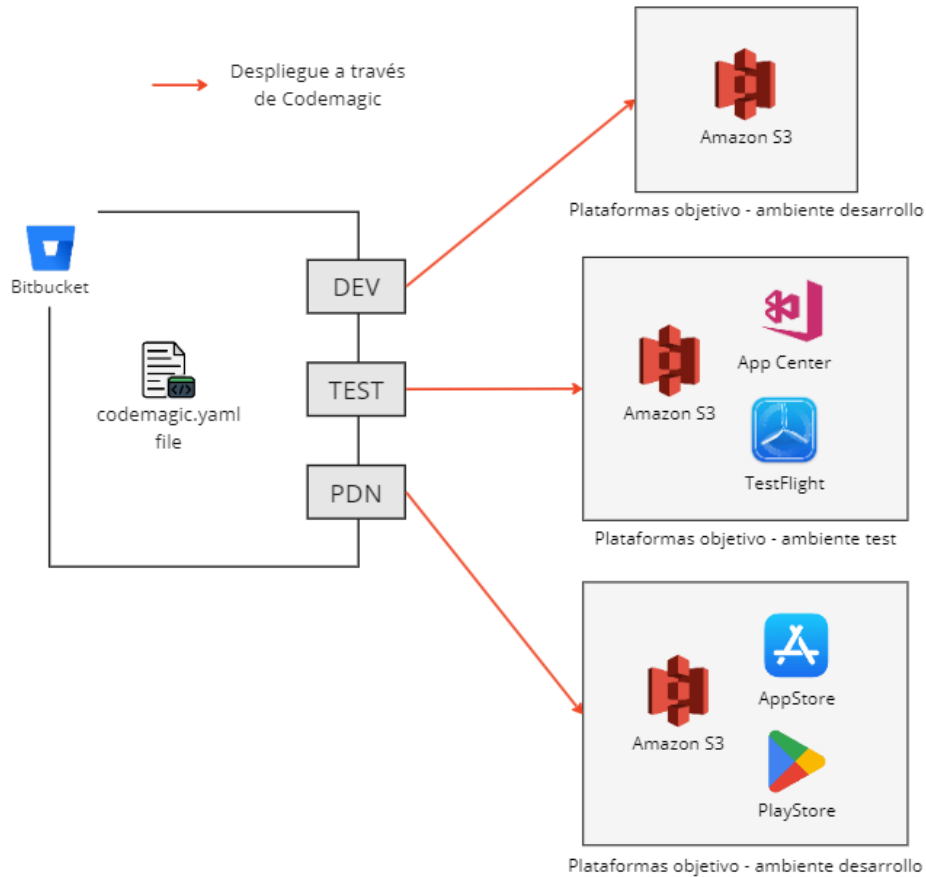 Despliegue a través
de Codemagic
Amazon S3
Plataformas objetivo - ambiente desarrollo
Bitbucket
DEV
TEST
PDN
codemagic.yaml
file
App Center
Amazon S3
TestFlight
Plataformas objetivo - ambiente test
AppStore
Amazon S3
PlayStore
Plataformas objetivo - ambiente desarrollo